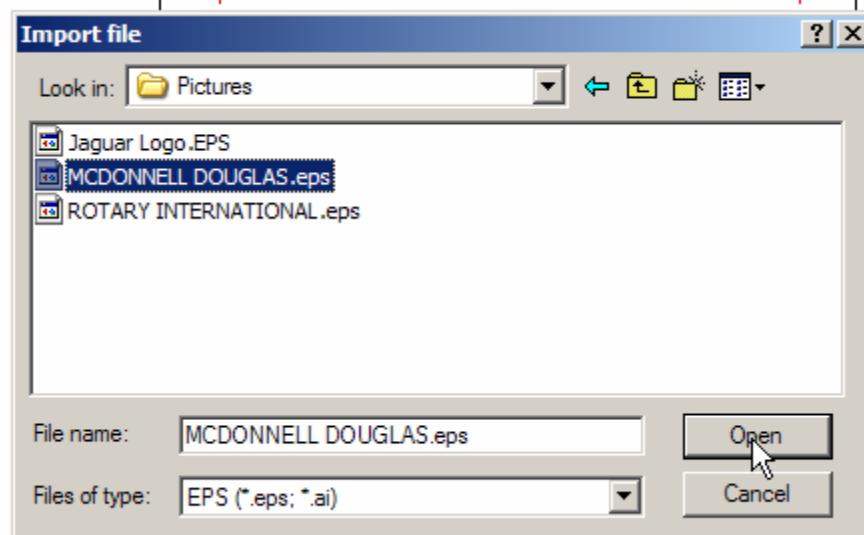 Import file
Look in: Pictures
Jaguar Logo.EPS
MCDONNELL DOUGLAS.eps
ROTARY INTERNATIONAL.eps
File name: MCDONNELL DOUGLAS.eps Open
Files of type: EPS (*.eps; *.ai) Cancel